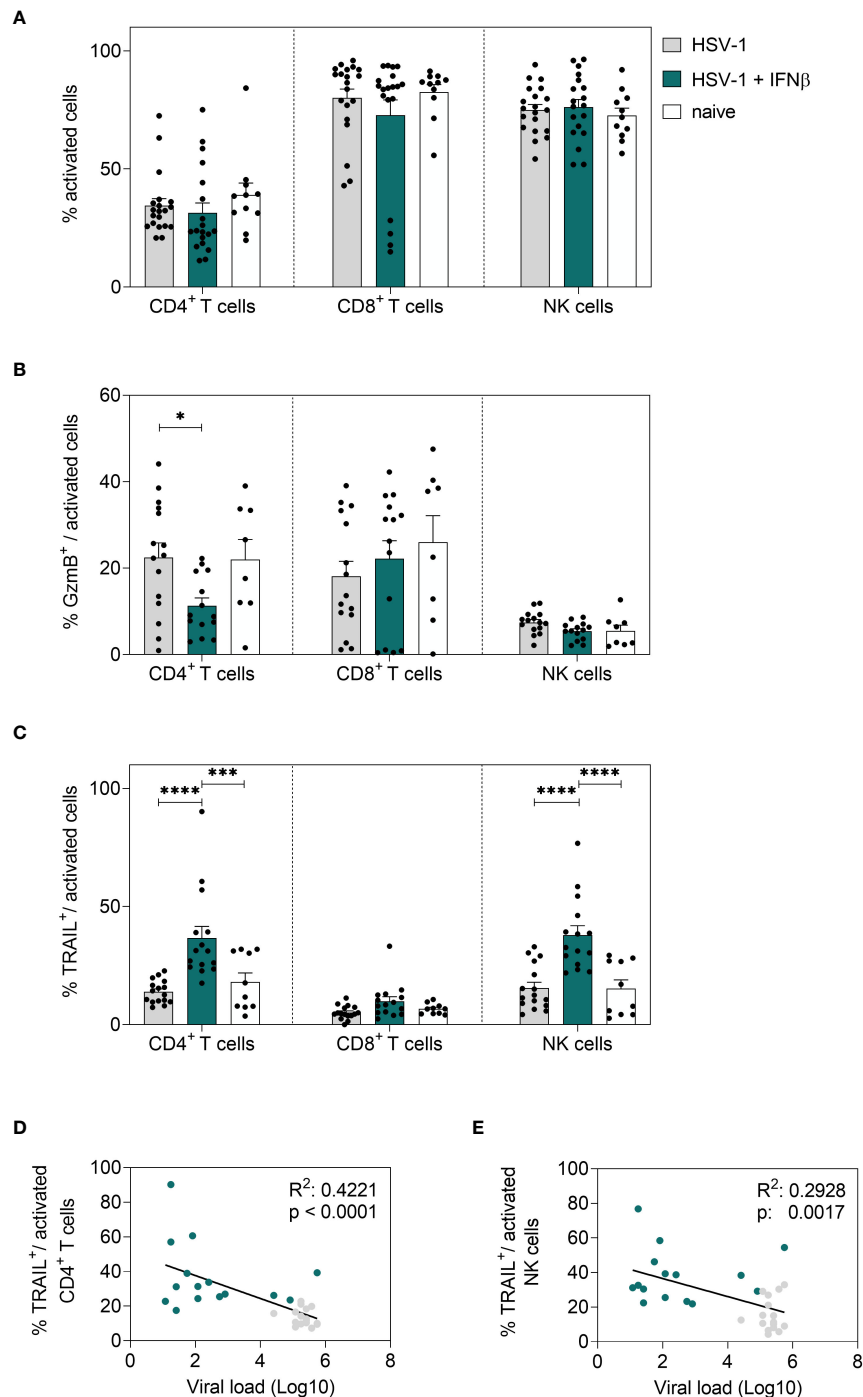 A
% activated cells
100
50
0
CD4+ T cells
CD8+ T cells
NK cells
HSV-1
HSV-1 + IFNβ
naive
B
% GzmB+ / activated cells
60
40
20
0
*
CD4+ T cells
CD8+ T cells
NK cells
C
% TRAIL+/ activated cells
100
50
0
**** ***
**** ****
CD4+ T cells
CD8+ T cells
NK cells
D
% TRAIL+/ activated
CD4+ T cells
100
80
60
40
20
0
R2: 0.4221
p < 0.0001
0 2 4 6 8
Viral load (Log10)
E
% TRAIL+/ activated
NK cells
100
80
60
40
20
0
R2: 0.2928
p: 0.0017
0 2 4 6 8
Viral load (Log10)